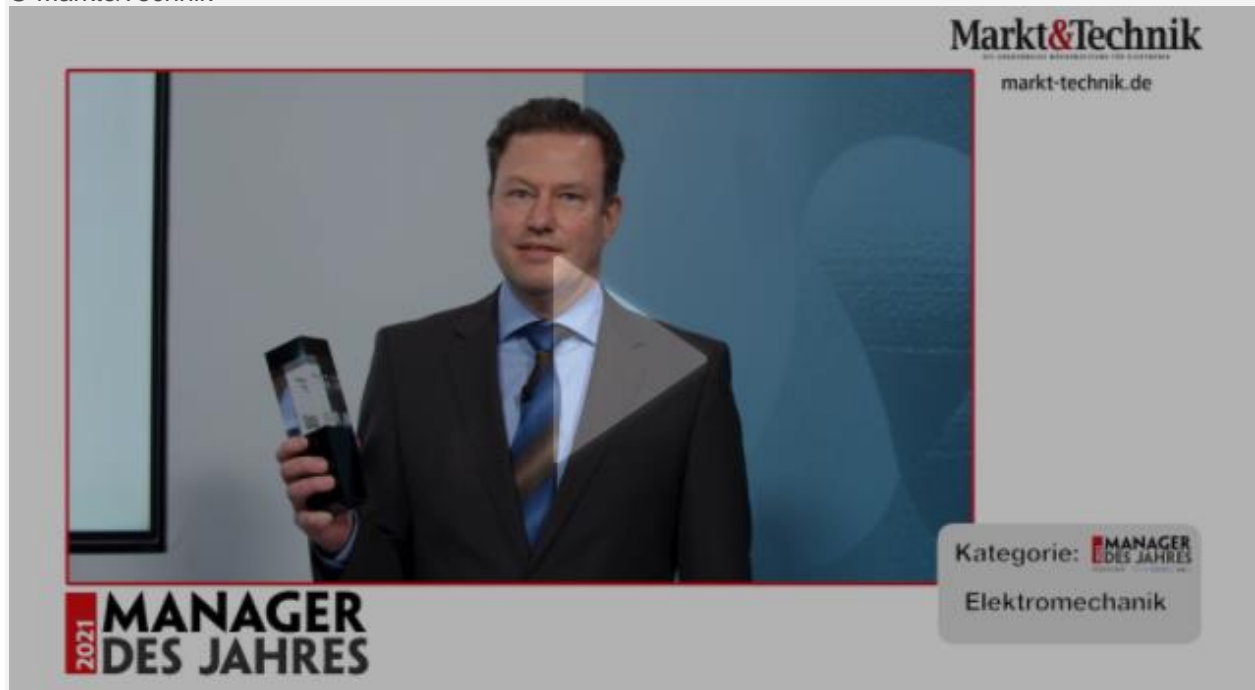 Markt&Technik
markt-technik.de
Kategorie: MANAGER
DES JAHRES
Elektromechanik
2021
MANAGER
DES JAHRES